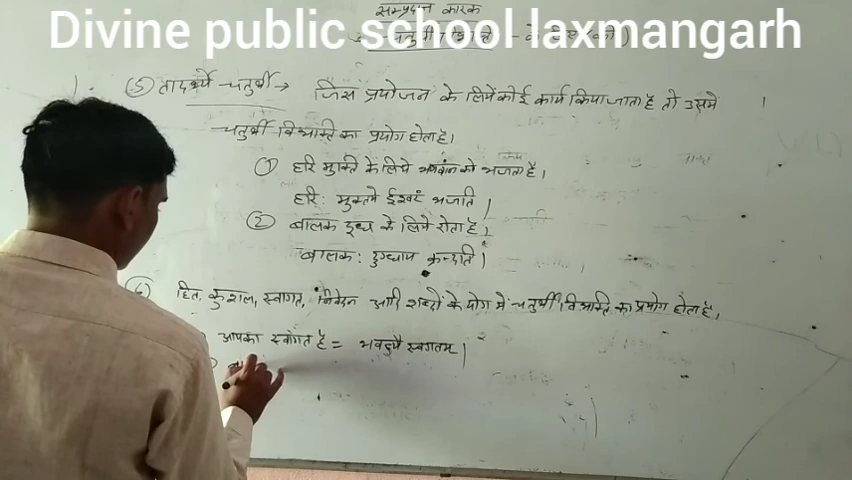 सम्प्रदान कारक
Divine public school laxmangarh
(5) तादर्थ्ये चतुर्थी → जिस प्रयोजन के लिये कोई कार्य किया जाता है तो उसमे
चतुर्थी विभक्ति का प्रयोग होता है।
(1) हरि मुक्ति के लिये भगवान को भजता है।
हरि: मुक्तये ईश्वरं भजति।
(2) बालक दुध के लिये रोता है।
बालक: दुग्धाय क्रन्दति।
(6) हित, कुशल, स्वागत, निवेदन आदि शब्दों के योग में चतुर्थी विभक्ति का प्रयोग होता है,
आपका स्वागत है = भवद्भ्यै स्वगतम्।